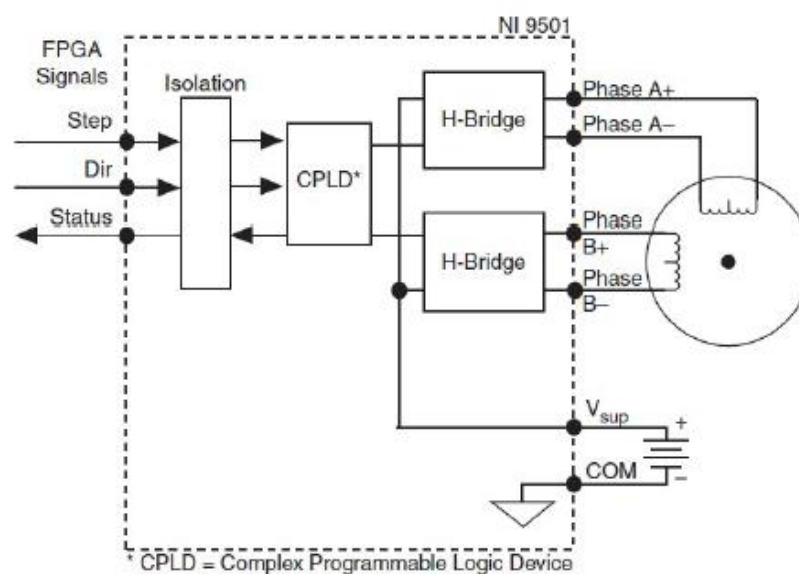 NI 9501
FPGA
Signals
Isolation
Step
Dir
Status
CPLD*
H-Bridge
H-Bridge
Phase A+
Phase A–
Phase
B+
Phase
B–
Vsup
+
COM
–
* CPLD = Complex Programmable Logic Device